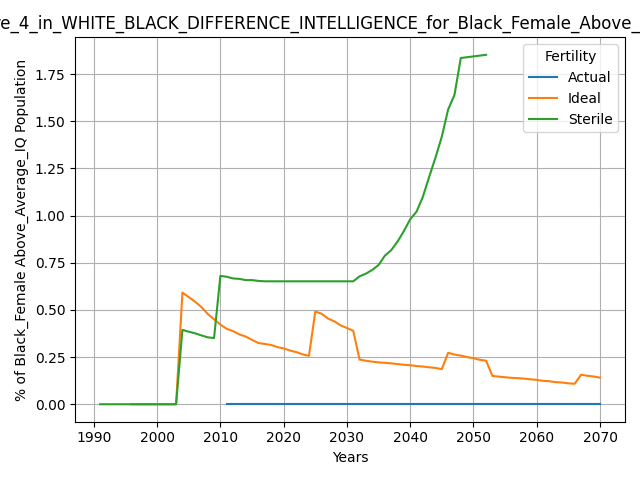 e_4_in_WHITE_BLACK_DIFFERENCE_INTELLIGENCE_for_Black_Female_Above_
% of Black_Female Above_Average_IQ Population
1.75
1.50
1.25
1.00
0.75
0.50
0.25
0.00
Fertility
Actual
Ideal
Sterile
1990 2000 2010 2020 2030 2040 2050 2060 2070
Years